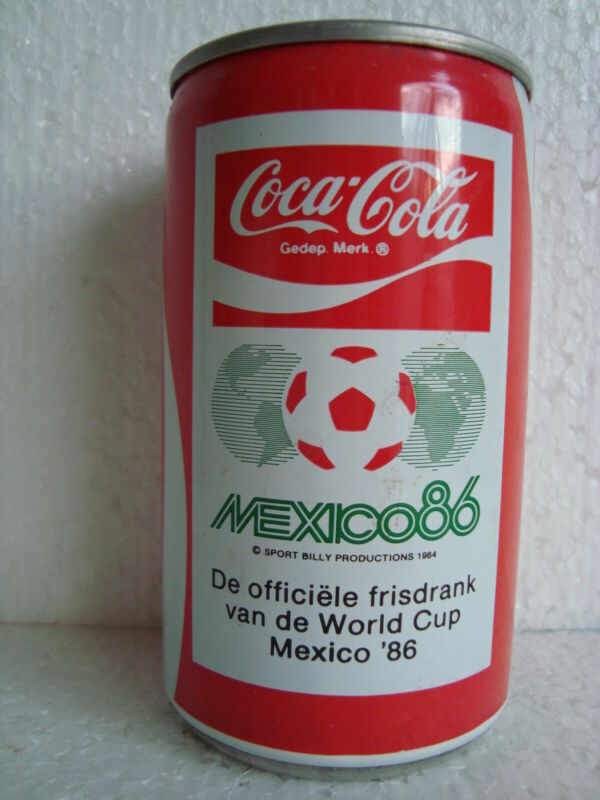 Coca-Cola
Gedep. Merk. ®
MEXICO86
© SPORT BILLY PRODUCTIONS 1984
De officiële frisdrank
van de World Cup
Mexico '86